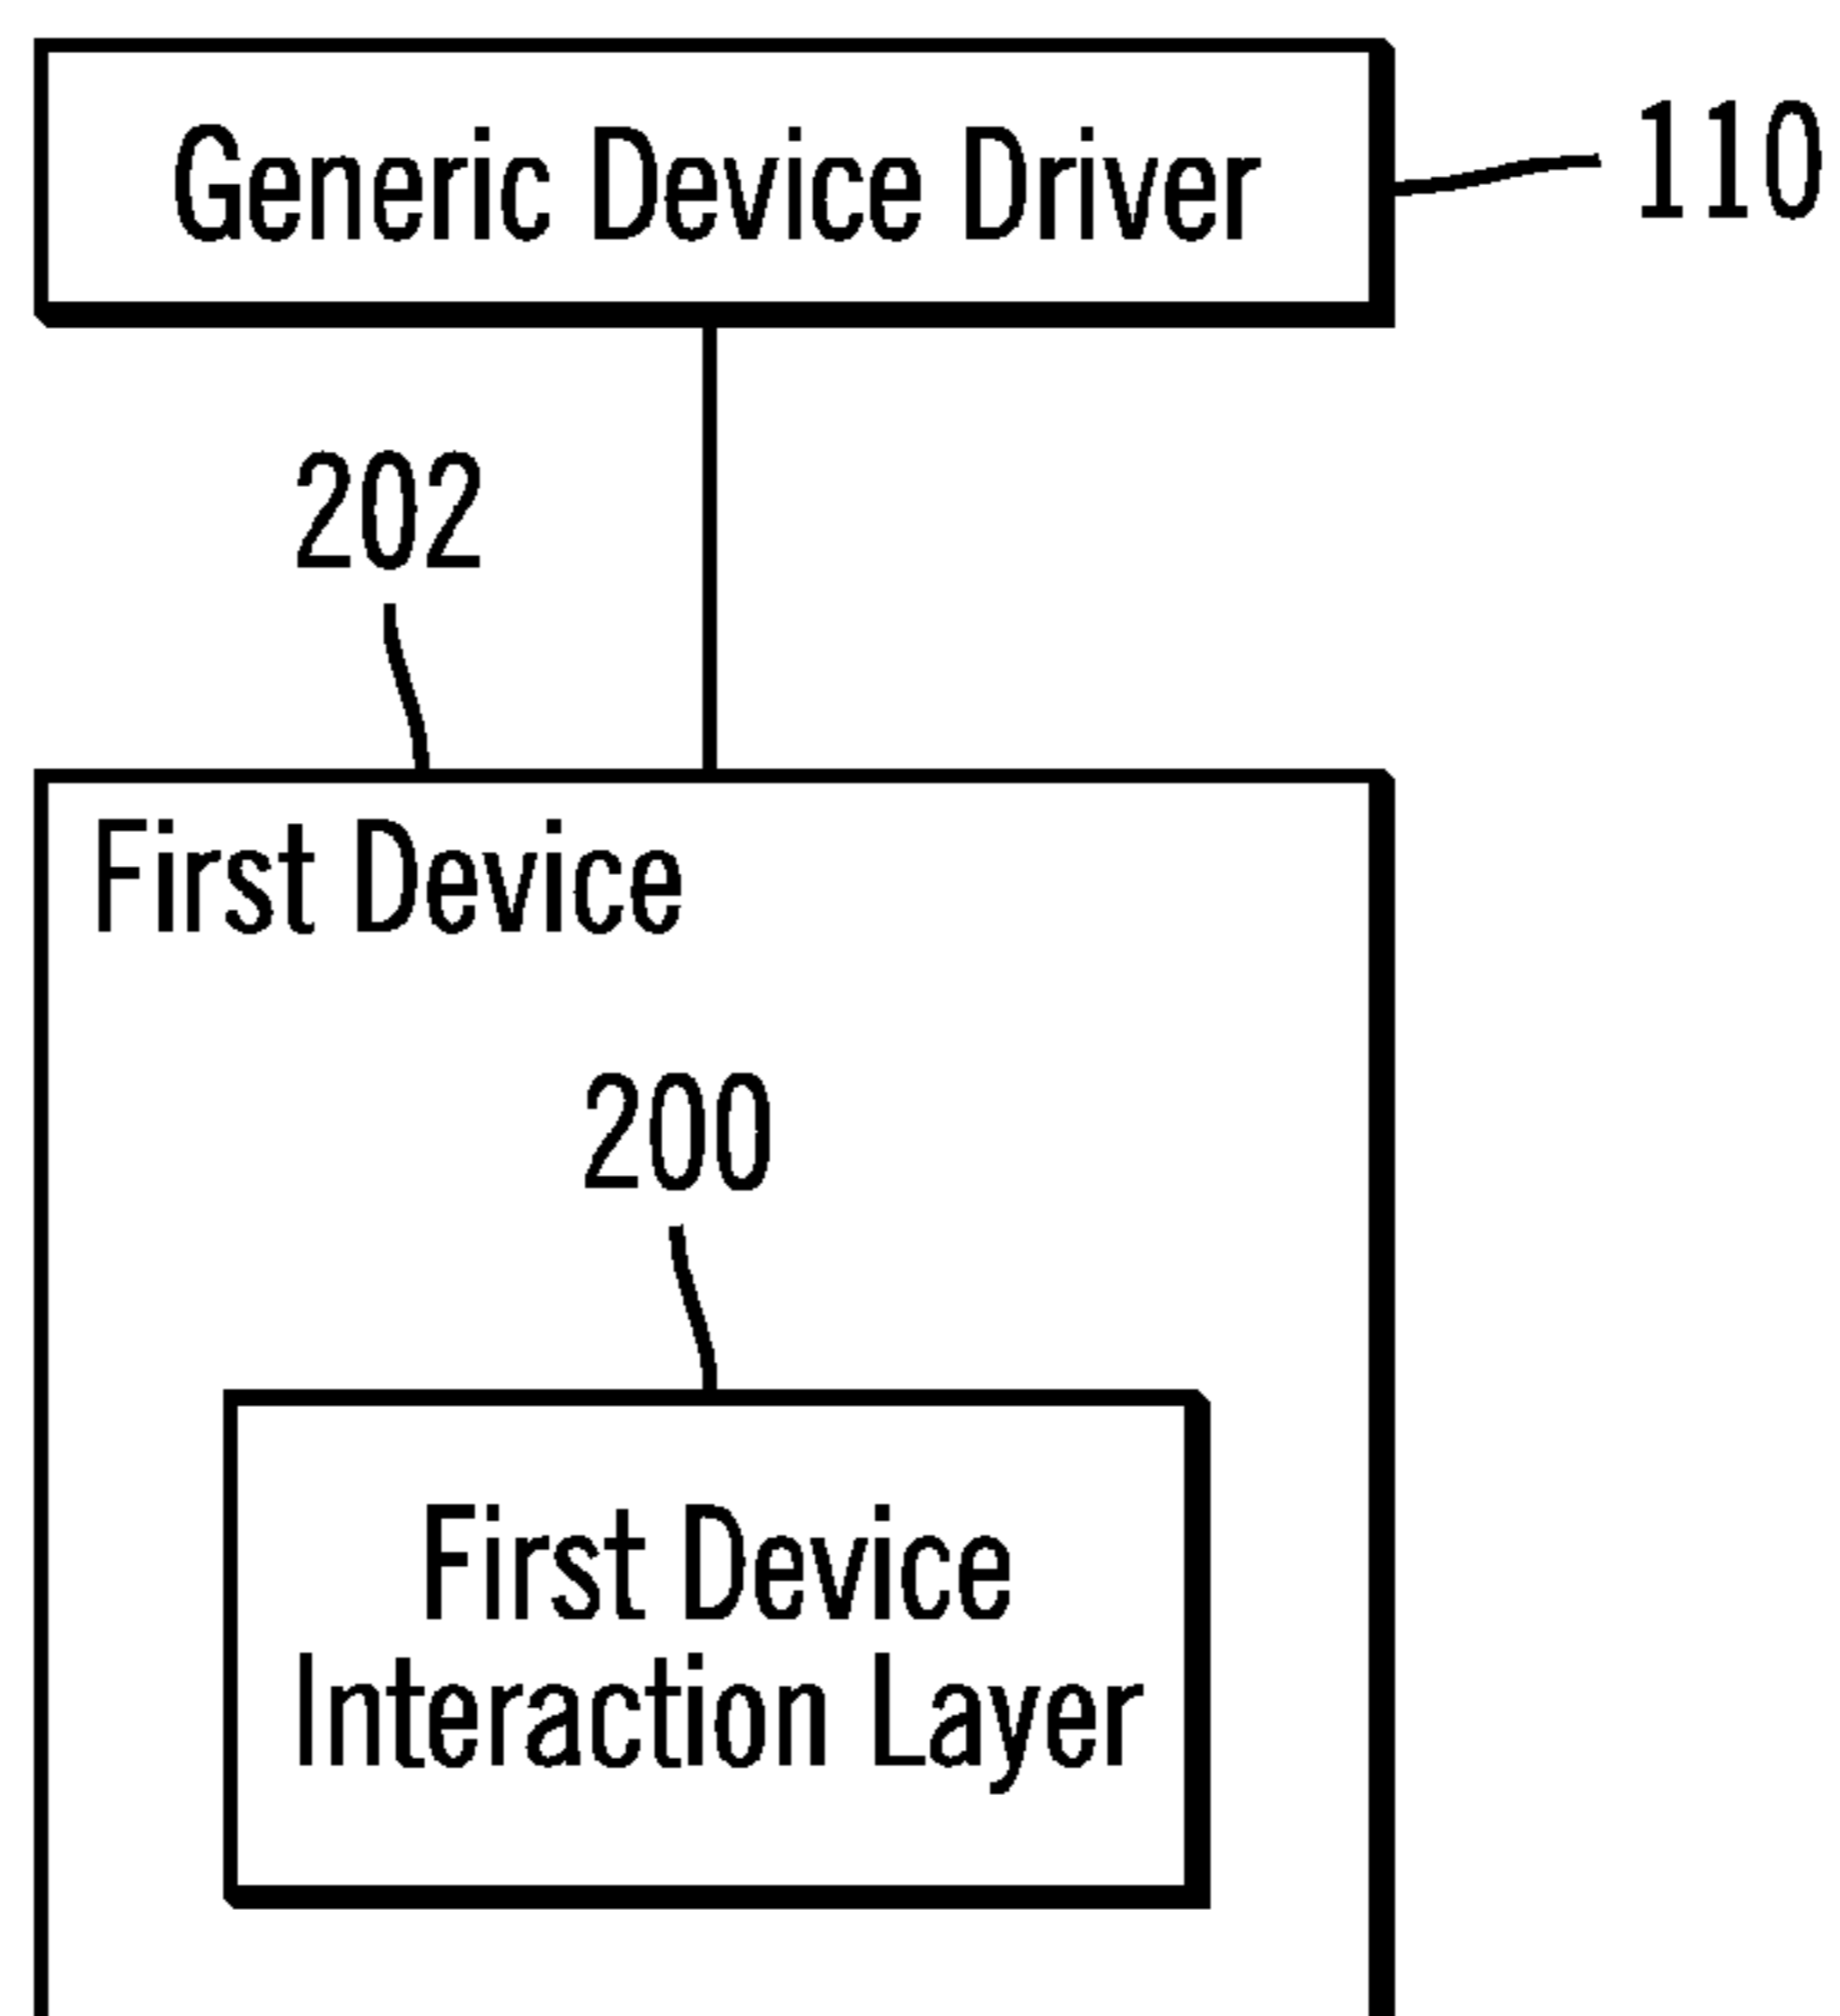 Generic Device Driver
110
202
First Device
200
First Device
Interaction Layer